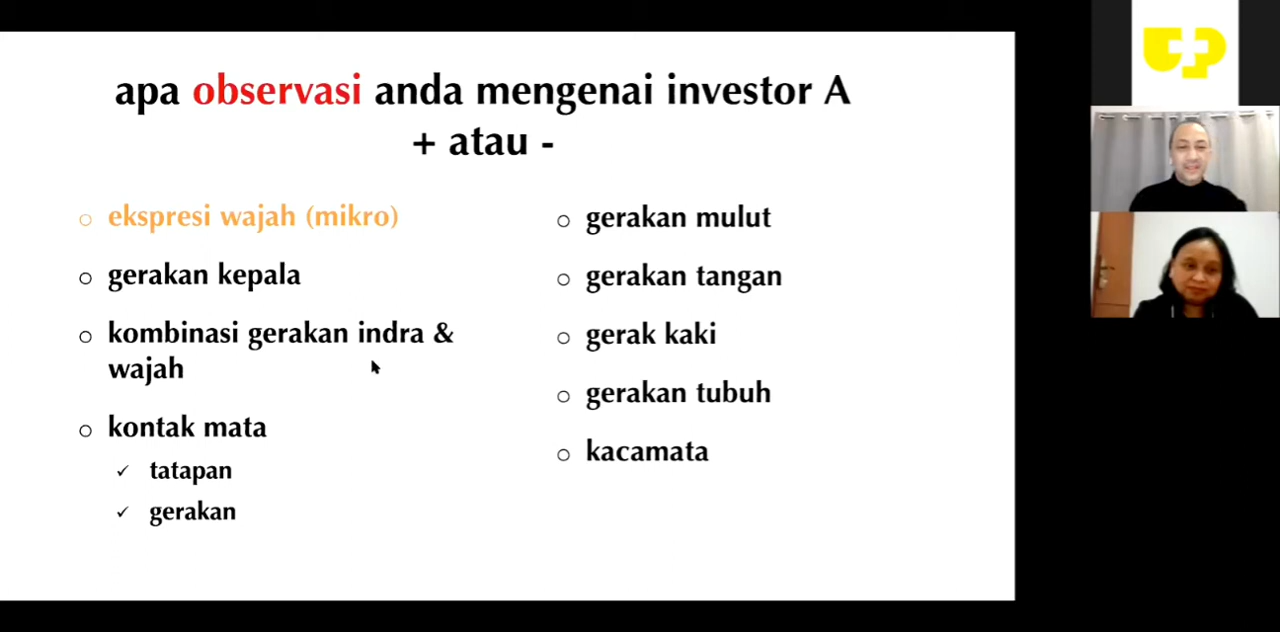 apa observasi anda mengenai investor A
+ atau -
ekspresi wajah (mikro)
gerakan kepala
kombinasi gerakan indra &
wajah
kontak mata
✓ tatapan
✓ gerakan
gerakan mulut
gerakan tangan
gerak kaki
gerakan tubuh
kacamata